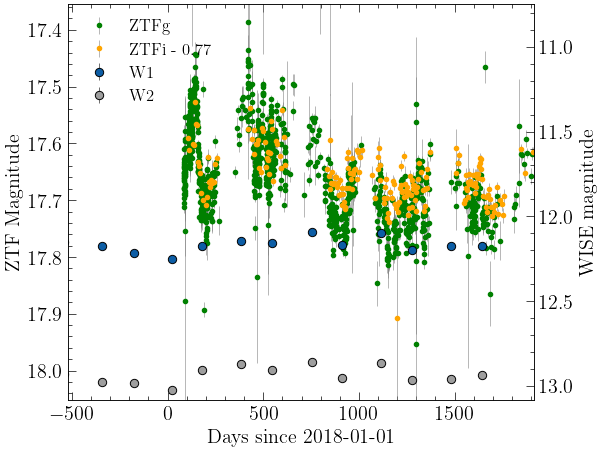 ZTFg
ZTFi - 0.77
W1
W2
17.4
17.5
17.6
17.7
17.8
17.9
18.0
ZTF Magnitude
11.0
11.5
12.0
12.5
13.0
WISE magnitude
-500
0
500
1000
1500
Days since 2018-01-01